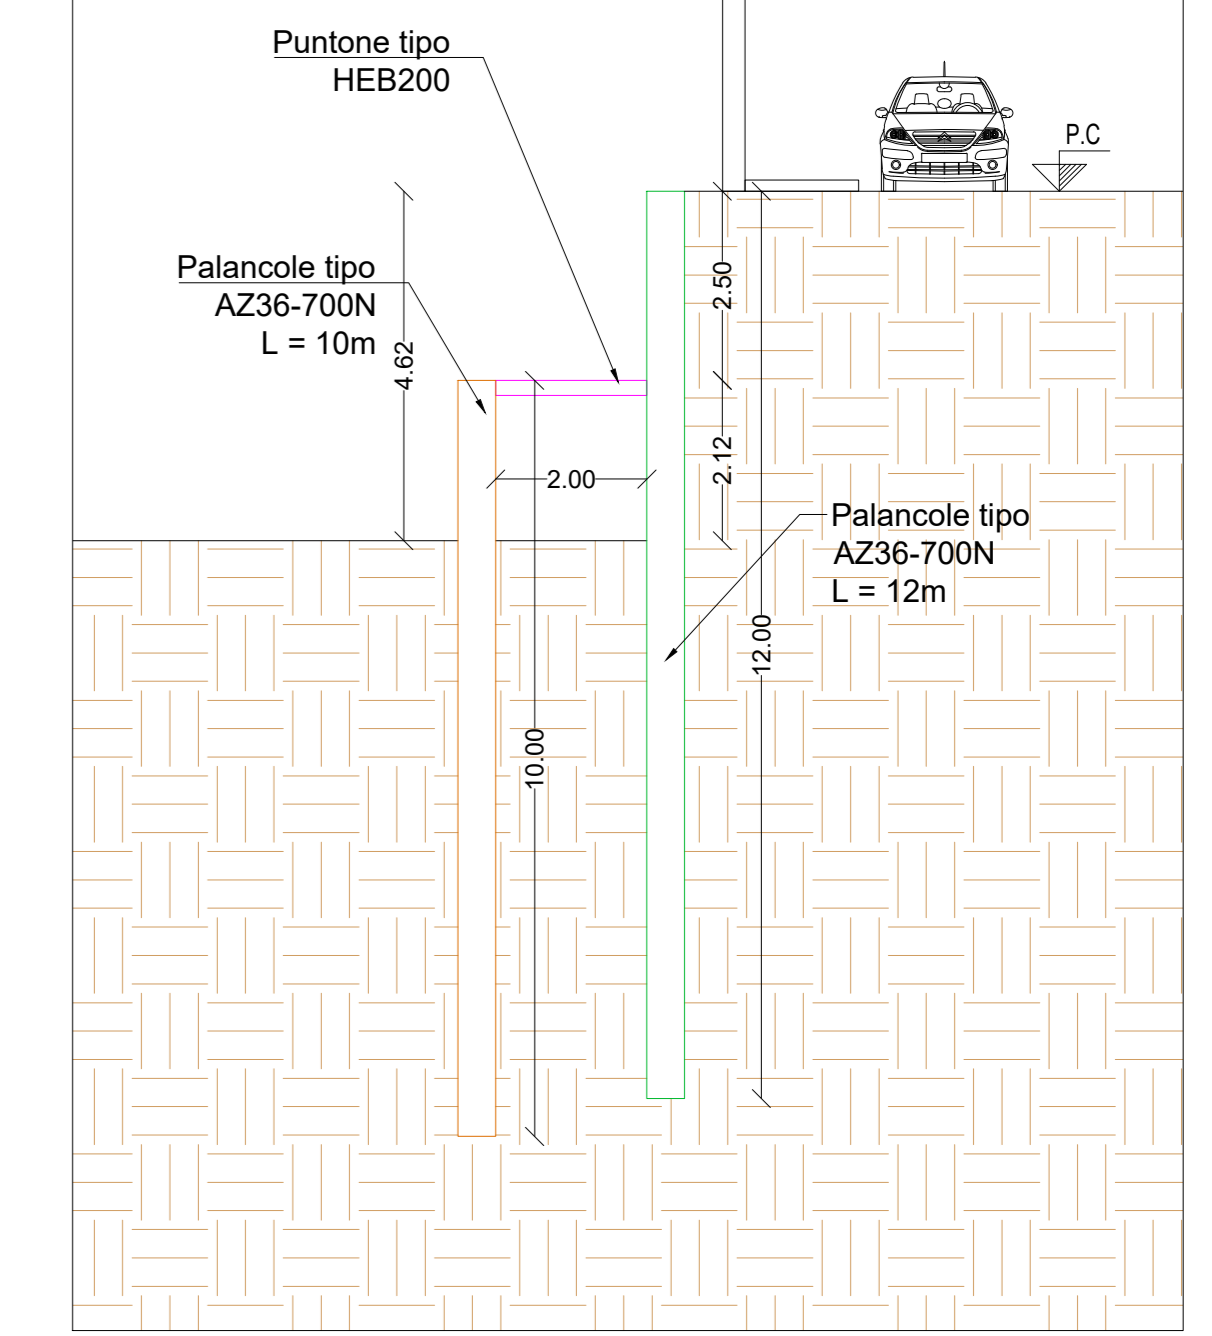 Puntone tipo
HEB200
P.C
Palancole tipo
AZ36-700N
L = 10m
2.50
4.62
2.12
2.00
Palancole tipo
AZ36-700N
L = 12m
12.00
10.00